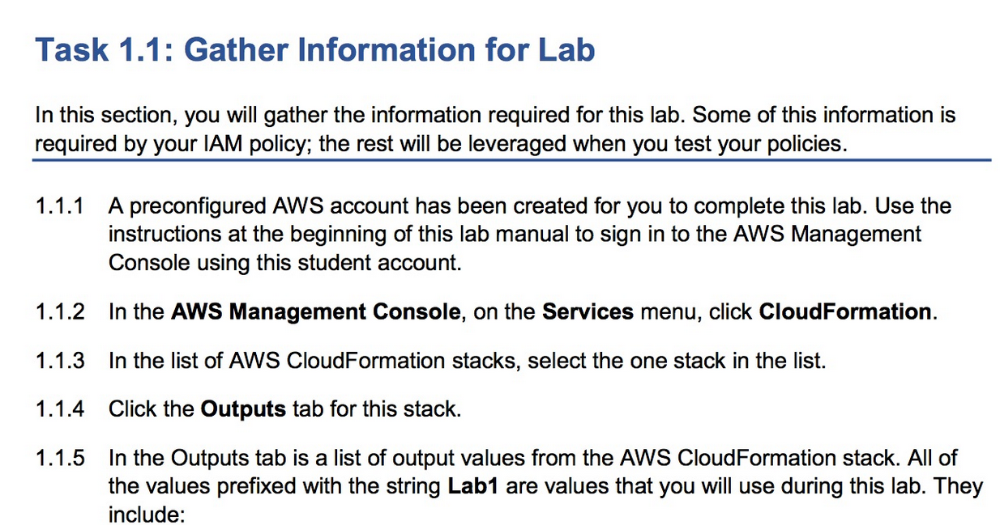 Task 1.1: Gather Information for Lab
In this section, you will gather the information required for this lab. Some of this information is
required by your IAM policy; the rest will be leveraged when you test your policies.
1.1.1 A preconfigured AWS account has been created for you to complete this lab. Use the
instructions at the beginning of this lab manual to sign in to the AWS Management
Console using this student account.
1.1.2 In the AWS Management Console, on the Services menu, click CloudFormation.
1.1.3 In the list of AWS CloudFormation stacks, select the one stack in the list.
1.1.4 Click the Outputs tab for this stack.
1.1.5 In the Outputs tab is a list of output values from the AWS CloudFormation stack. All of
the values prefixed with the string Lab1 are values that you will use during this lab. They
include: